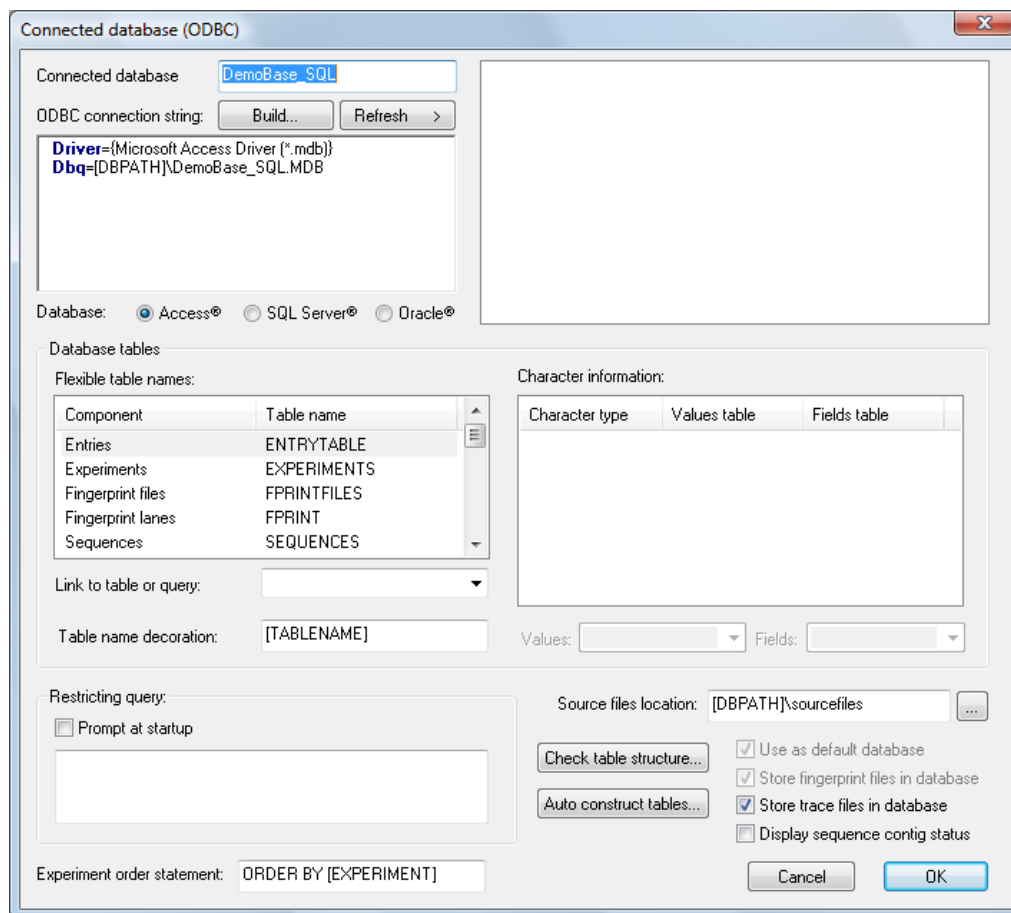 Connected database (ODBC)
x
Connected database DemoBase_SQL
ODBC connection string: Build... Refresh >
Driver={Microsoft Access Driver (*.mdb)}
Dbq=[DBPATH]\DemoBase_SQL.MDB
Database: Access® SQL Server® Oracle®
Database tables
Flexible table names:
Component Table name
Entries ENTRYTABLE
Experiments EXPERIMENTS
Fingerprint files FPRINTFILES
Fingerprint lanes FPRINT
Sequences SEQUENCES
Link to table or query:
Table name decoration: [TABLENAME]
Character information:
Character type Values table Fields table
Values: Fields:
Restricting query:
Prompt at startup
Source files location: [DBPATH]\sourcefiles ...
Check table structure...
Auto construct tables...
Use as default database
Store fingerprint files in database
Store trace files in database
Display sequence contig status
Experiment order statement: ORDER BY [EXPERIMENT]
Cancel OK